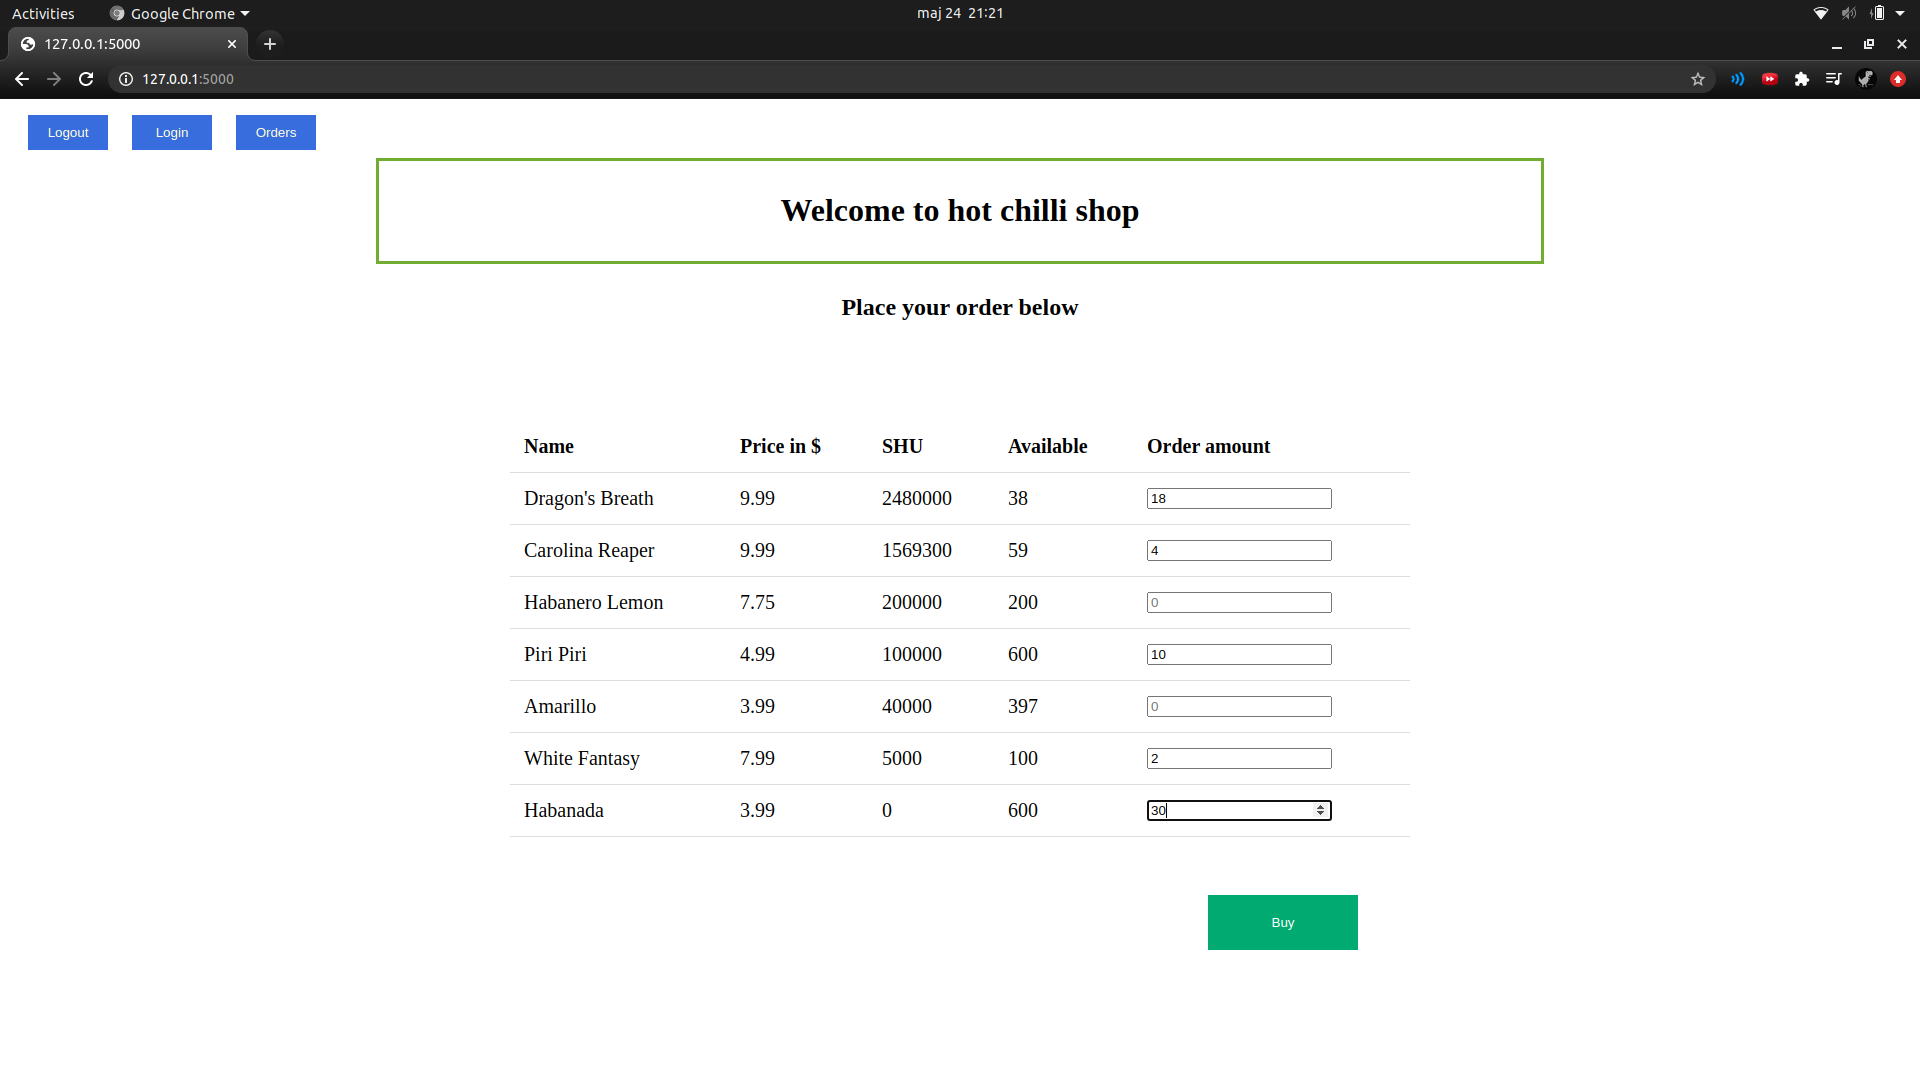 Activities Google Chrome maj 24 21:21
127.0.0.1:5000
127.0.0.1:5000
Logout Login Orders
Welcome to hot chilli shop
Place your order below
Name Price in $ SHU Available Order amount
Dragon's Breath 9.99 2480000 38 18
Carolina Reaper 9.99 1569300 59 4
Habanero Lemon 7.75 200000 200 0
Piri Piri 4.99 100000 600 10
Amarillo 3.99 40000 397 0
White Fantasy 7.99 5000 100 2
Habanada 3.99 0 600 30
Buy